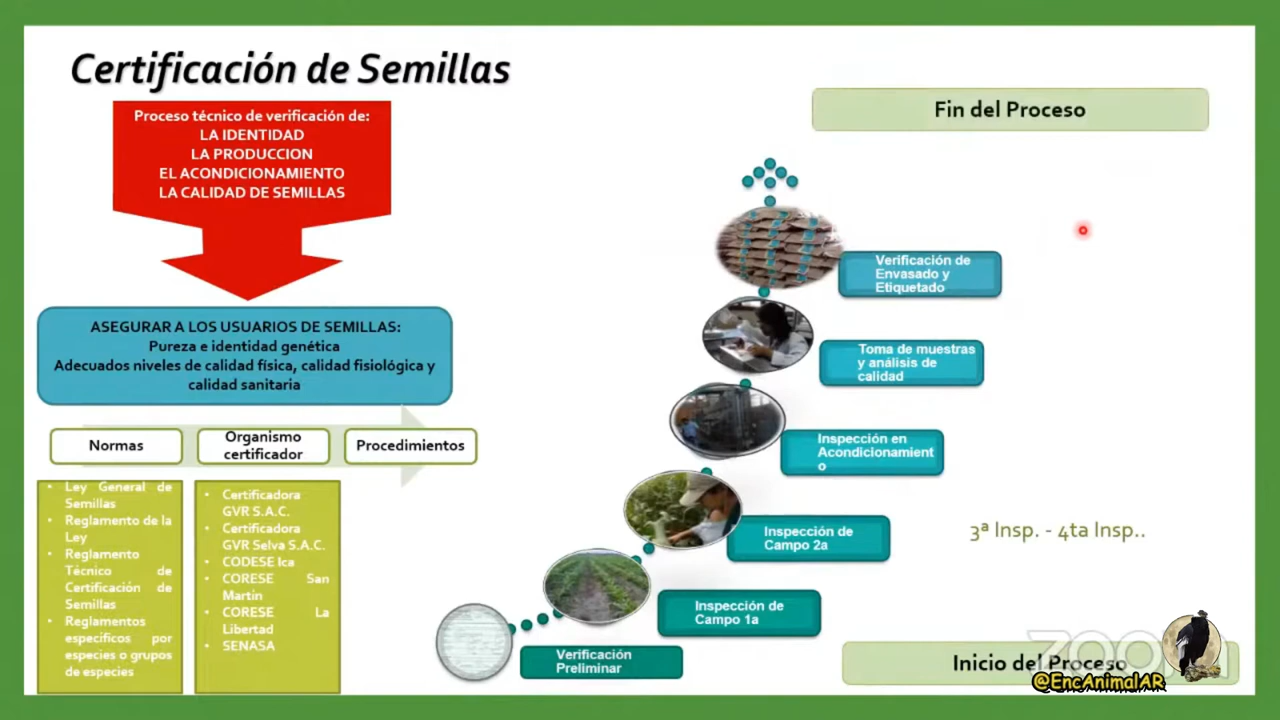 Certificación de Semillas
Proceso técnico de verificación de:
LA IDENTIDAD
LA PRODUCCION
EL ACONDICIONAMIENTO
LA CALIDAD DE SEMILLAS
ASEGURAR A LOS USUARIOS DE SEMILLAS:
Pureza e identidad genética
Adecuados niveles de calidad física, calidad fisiológica y
calidad sanitaria
Normas
Organismo
certificador
Procedimientos
• Ley General de
Semillas
• Reglamento de la
Ley
• Reglamento
Técnico de
Certificación de
Semillas
• Reglamentos
específicos por
especies o grupos
de especies
• Certificadora
GVR S.A.C.
• Certificadora
GVR Selva S.A.C.
• CODESE Ica
• CORESE San
Martín
• CORESE La
Libertad
• SENASA
Fin del Proceso
Verificación de
Envasado y
Etiquetado
Toma de muestras
y análisis de
calidad
Inspección en
Acondicionamient
o
Inspección de
Campo 2a
3ª Insp. - 4ta Insp..
Inspección de
Campo 1a
Verificación
Preliminar
Inicio del Proceso
zoom
@EncAnimalAR